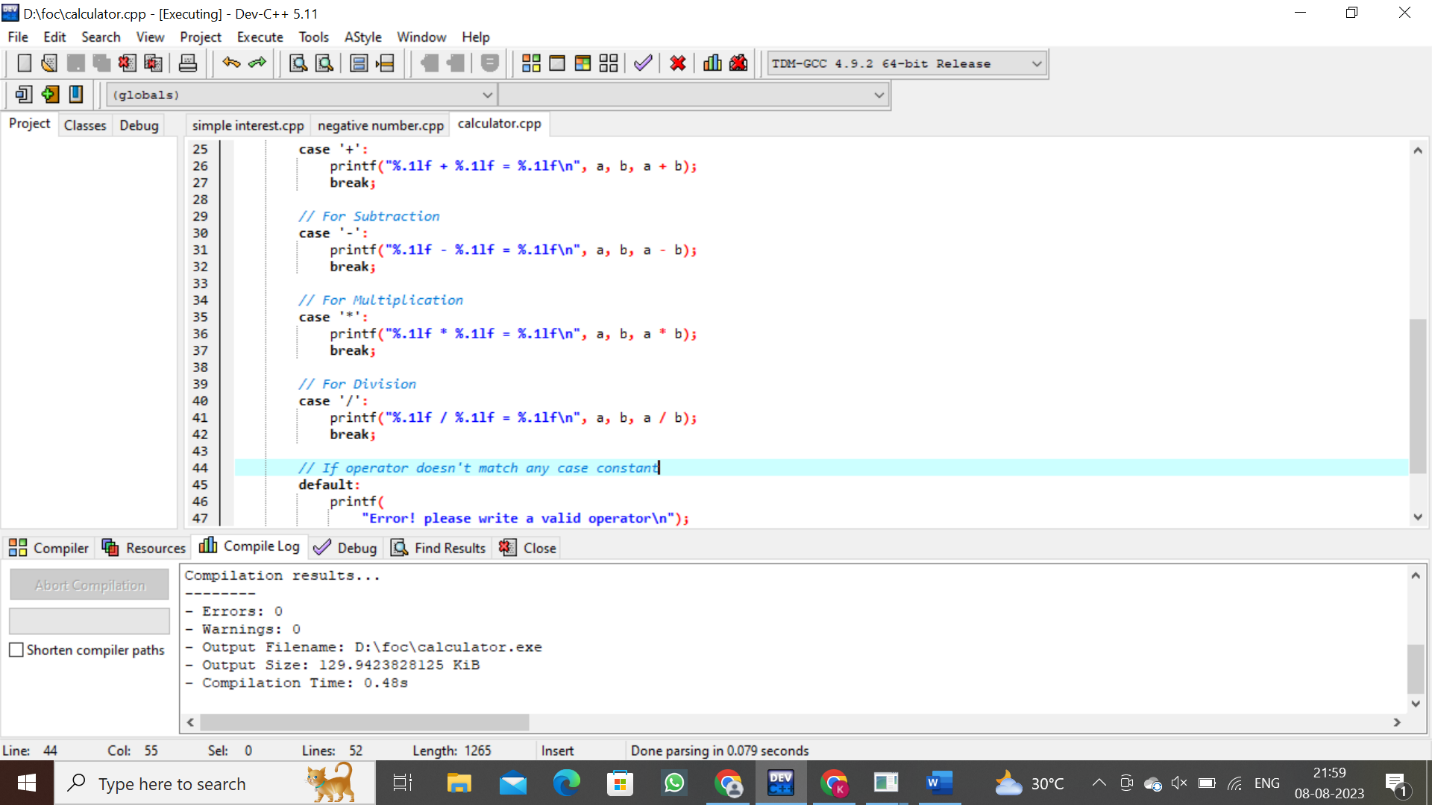 D:\foc\calculator.cpp - [Executing] - Dev-C++ 5.11
File Edit Search View Project Execute Tools AStyle Window Help
TDM-GCC 4.9.2 64-bit Release
(globals)
Project Classes Debug simple interest.cpp negative number.cpp calculator.cpp
25 case '+':
26 printf("%.1lf + %.1lf = %.1lf\n", a, b, a + b);
27 break;
28
29 // For Subtraction
30 case '-':
31 printf("%.1lf - %.1lf = %.1lf\n", a, b, a - b);
32 break;
33
34 // For Multiplication
35 case '*':
36 printf("%.1lf * %.1lf = %.1lf\n", a, b, a * b);
37 break;
38
39 // For Division
40 case '/':
41 printf("%.1lf / %.1lf = %.1lf\n", a, b, a / b);
42 break;
43
44 // If operator doesn't match any case constant
45 default:
46 printf(
47 "Error! please write a valid operator\n");
Compiler Resources Compile Log Debug Find Results Close
Abort Compilation
Shorten compiler paths
Compilation results...
--------
- Errors: 0
- Warnings: 0
- Output Filename: D:\foc\calculator.exe
- Output Size: 129.9423828125 KiB
- Compilation Time: 0.48s
Line: 44 Col: 55 Sel: 0 Lines: 52 Length: 1265 Insert Done parsing in 0.079 seconds
Type here to search
DEV C++
K
W
30°C
ENG
21:59
08-08-2023
1